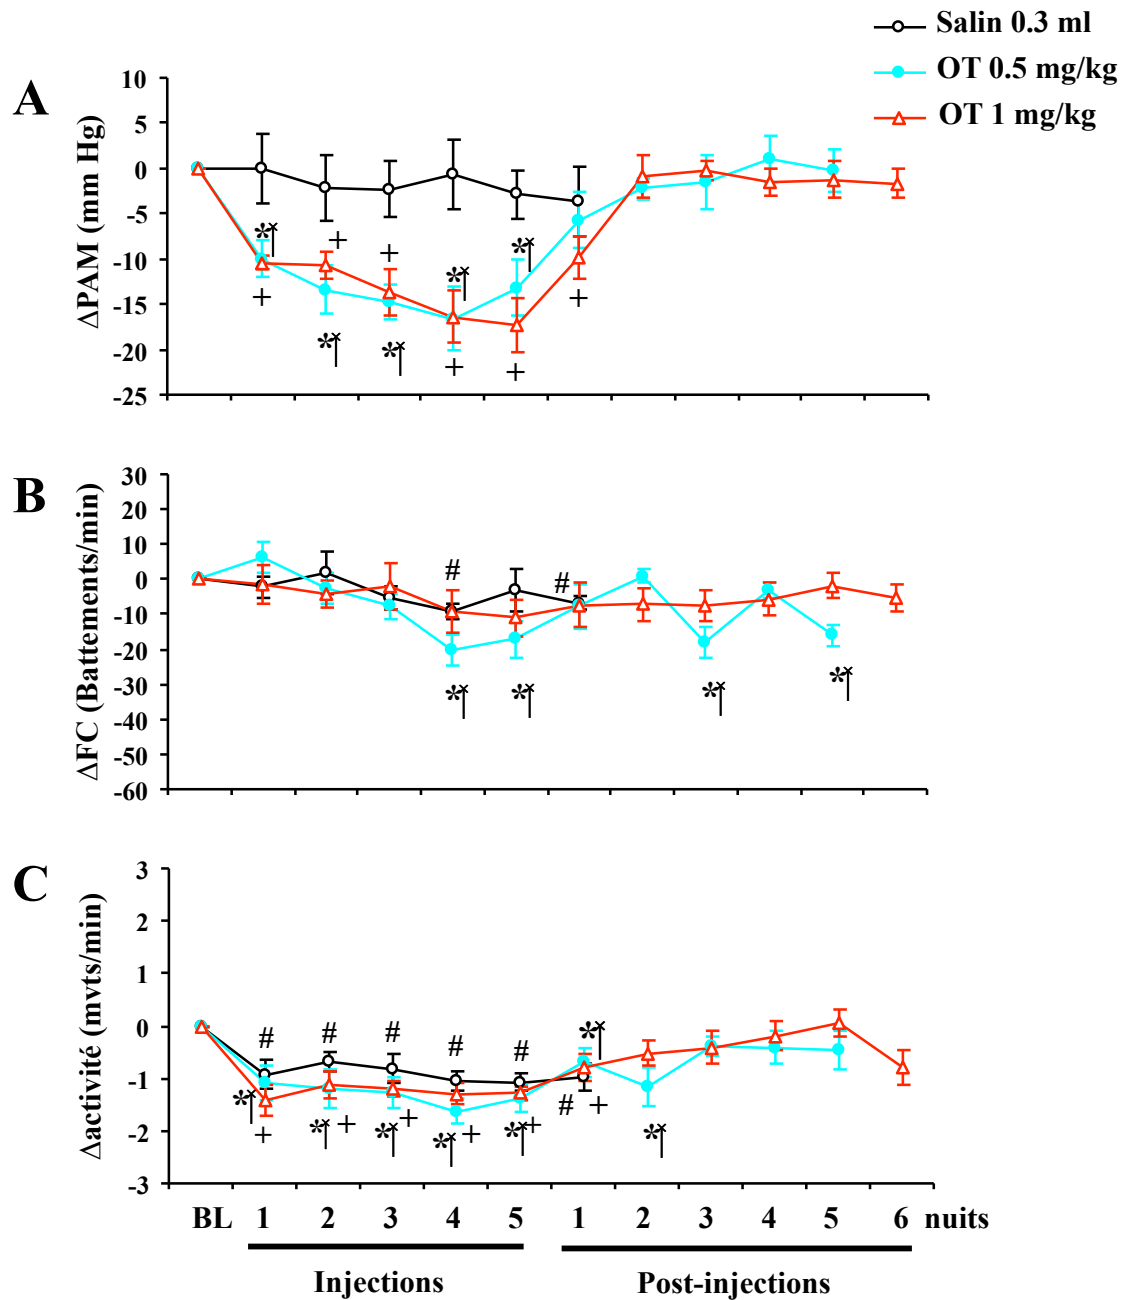 Salin 0.3 ml
OT 0.5 mg/kg
OT 1 mg/kg
A
ΔPAM (mm Hg)
10
5
0
-5
-10
-15
-20
-25
*† + + *† *†
+ *† *† + + +
B
ΔFC (Battements/min)
30
20
10
0
-10
-20
-30
-40
-50
-60
# #
*† *† *† *†
C
Δactivité (mvts/min)
3
2
1
0
-1
-2
-3
# # # # # *†
*† + *† + *† + *† + *† + # + *†
BL 1 2 3 4 5 1 2 3 4 5 6 nuits
Injections Post-injections